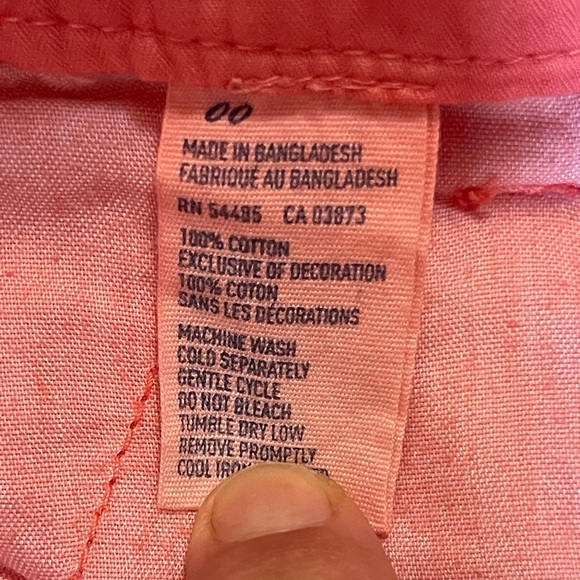 00
MADE IN BANGLADESH
FABRIQUÉ AU BANGLADESH
RN 54485 CA 03873
100% COTTON
EXCLUSIVE OF DECORATION
100% COTON
SANS LES DECORATIONS
MACHINE WASH
COLD SEPARATELY
GENTLE CYCLE
DO NOT BLEACH
TUMBLE DRY LOW
REMOVE PROMPTLY
COOL IRON